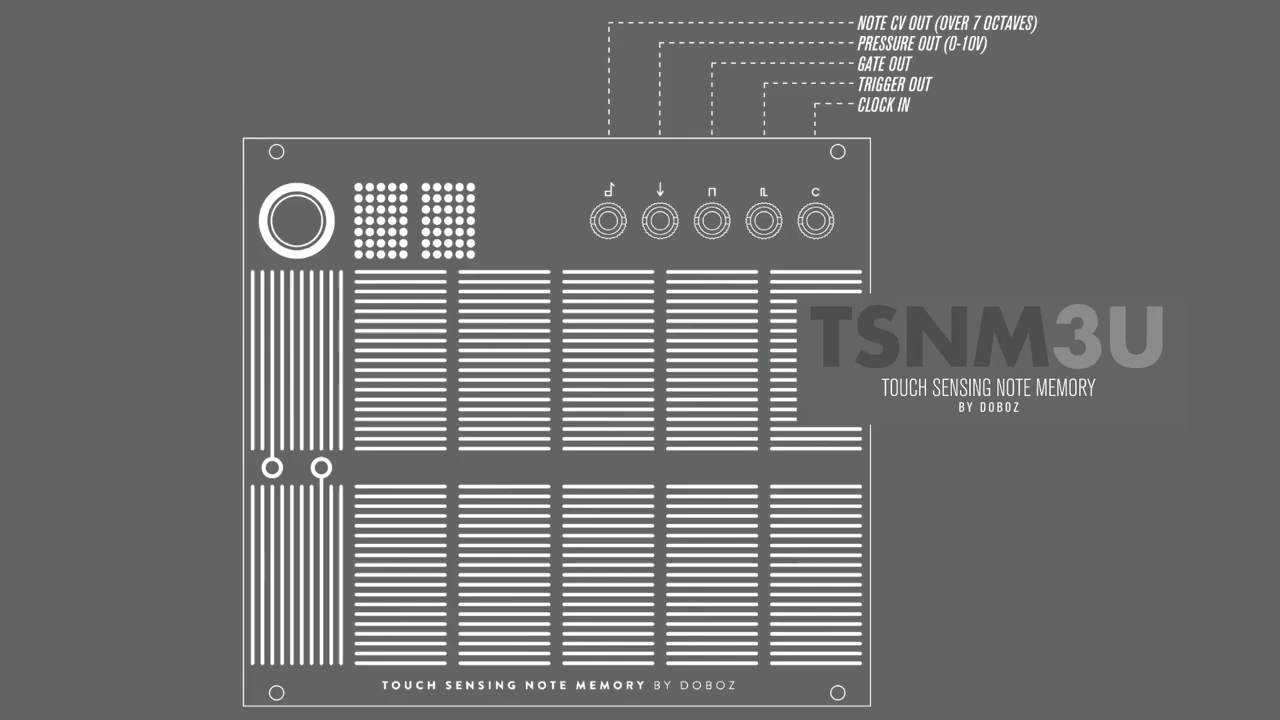 NOTE CV OUT (OVER 7 OCTAVES)
PRESSURE OUT (0-10V)
GATE OUT
TRIGGER OUT
CLOCK IN
C
TSNM3U
TOUCH SENSING NOTE MEMORY
BY DOBOZ
TOUCH SENSING NOTE MEMORY BY DOBOZ